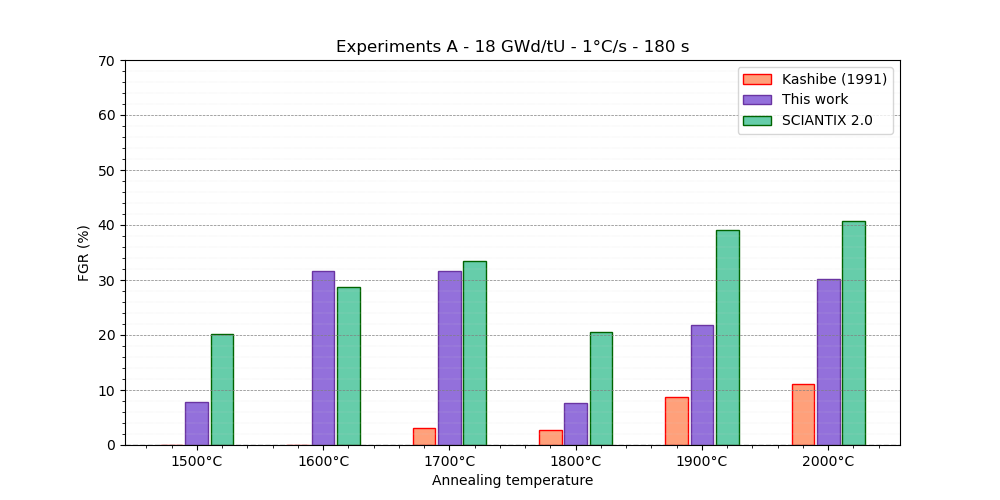 Experiments A - 18 GWd/tU - 1°C/s - 180 s
Kashibe (1991)
This work
SCIANTIX 2.0
FGR (%)
70
60
50
40
30
20
10
0
1500°C 1600°C 1700°C 1800°C 1900°C 2000°C
Annealing temperature